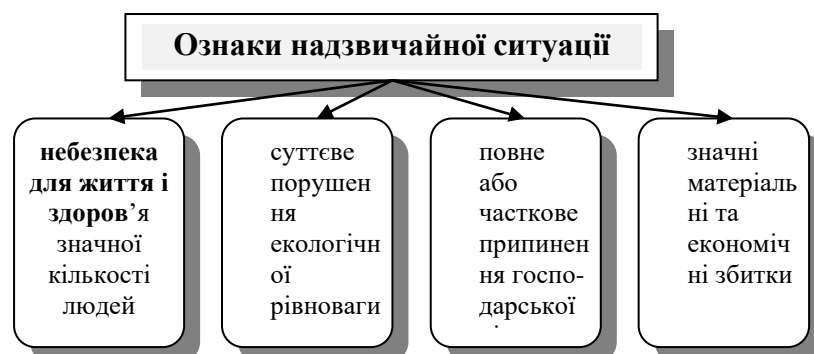 Ознаки надзвичайної ситуації
небезпека
для життя і
здоров’я
значної
кількості
людей
суттєве
порушен
ня
екологічн
ої
рівноваги
повне
або
часткове
припинен
ня госпо-
дарської
значні
матеріаль
ні та
економіч
ні збитки